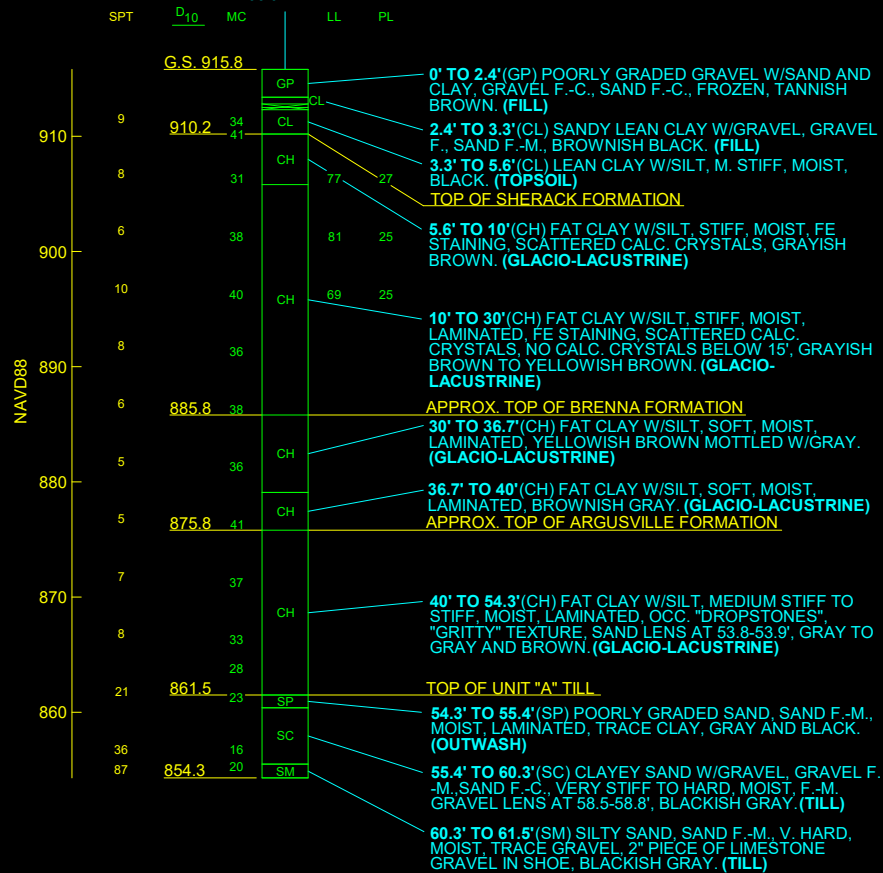 SPT D10 MC LL PL
G.S. 915.8
GP
0' TO 2.4'(GP) POORLY GRADED GRAVEL W/SAND AND
CLAY, GRAVEL F.-C., SAND F.-C., FROZEN, TANNISH
BROWN. (FILL)
CL
9 34
CL
2.4' TO 3.3'(CL) SANDY LEAN CLAY W/GRAVEL, GRAVEL
F., SAND F.-M., BROWNISH BLACK. (FILL)
910 910.2 41
3.3' TO 5.6'(CL) LEAN CLAY W/SILT, M. STIFF, MOIST,
BLACK. (TOPSOIL)
CH
8 31 77 27
TOP OF SHERACK FORMATION
5.6' TO 10'(CH) FAT CLAY W/SILT, STIFF, MOIST, FE
STAINING, SCATTERED CALC. CRYSTALS, GRAYISH
BROWN. (GLACIO-LACUSTRINE)
6 38 81 25
900
10 40 CH 69 25
10' TO 30'(CH) FAT CLAY W/SILT, STIFF, MOIST,
LAMINATED, FE STAINING, SCATTERED CALC.
CRYSTALS, NO CALC. CRYSTALS BELOW 15', GRAYISH
BROWN TO YELLOWISH BROWN. (GLACIO-
LACUSTRINE)
8 36
890
NAVD88
6 885.8 38 APPROX. TOP OF BRENNA FORMATION
30' TO 36.7'(CH) FAT CLAY W/SILT, SOFT, MOIST,
LAMINATED, YELLOWISH BROWN MOTTLED W/GRAY.
(GLACIO-LACUSTRINE)
CH
5 36
880
36.7' TO 40'(CH) FAT CLAY W/SILT, SOFT, MOIST,
LAMINATED, BROWNISH GRAY. (GLACIO-LACUSTRINE)
CH
5 875.8 41 APPROX. TOP OF ARGUSVILLE FORMATION
7 37
870
CH
40' TO 54.3'(CH) FAT CLAY W/SILT, MEDIUM STIFF TO
STIFF, MOIST, LAMINATED, OCC. "DROPSTONES",
"GRITTY" TEXTURE, SAND LENS AT 53.8-53.9', GRAY TO
GRAY AND BROWN. (GLACIO-LACUSTRINE)
8 33
28
21 861.5 23 TOP OF UNIT "A" TILL
SP
860
54.3' TO 55.4'(SP) POORLY GRADED SAND, SAND F.-M.,
MOIST, LAMINATED, TRACE CLAY, GRAY AND BLACK.
(OUTWASH)
SC
36 16
87 854.3 20 SM
55.4' TO 60.3'(SC) CLAYEY SAND W/GRAVEL, GRAVEL F.
-M.,SAND F.-C., VERY STIFF TO HARD, MOIST, F.-M.
GRAVEL LENS AT 58.5-58.8', BLACKISH GRAY. (TILL)
60.3' TO 61.5'(SM) SILTY SAND, SAND F.-M., V. HARD,
MOIST, TRACE GRAVEL, 2" PIECE OF LIMESTONE
GRAVEL IN SHOE, BLACKISH GRAY. (TILL)